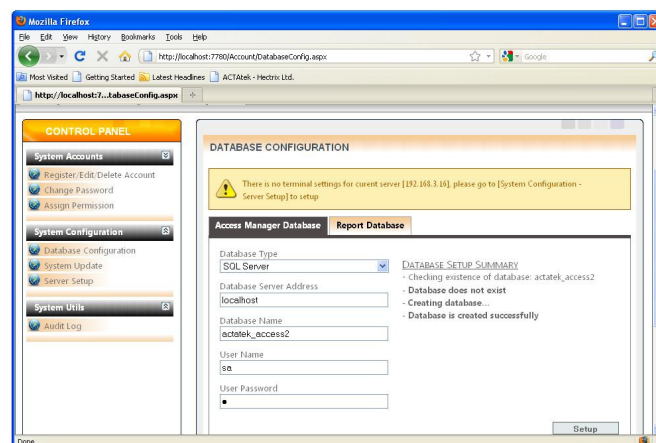 Mozilla Firefox
File Edit View History Bookmarks Tools Help
http://localhost:7780/Account/DatabaseConfig.aspx
Google
Most Visited Getting Started Latest Headlines ACTAtek - Hectrix Ltd.
http://localhost:7...tabaseConfig.aspx
CONTROL PANEL
System Accounts
Register/Edit/Delete Account
Change Password
Assign Permission
System Configuration
Database Configuration
System Update
Server Setup
System Utils
Audit Log
DATABASE CONFIGURATION
There is no terminal settings for curent server [192.168.3.16], please go to [System Configuration -
Server Setup] to setup
Access Manager Database Report Database
Database Type
SQL Server
Database Server Address
localhost
Database Name
actatek_access2
User Name
sa
User Password
DATABASE SETUP SUMMARY
- Checking existence of database: actatek_access2
- Database does not exist
- Creating database...
- Database is created successfully
Setup
Done